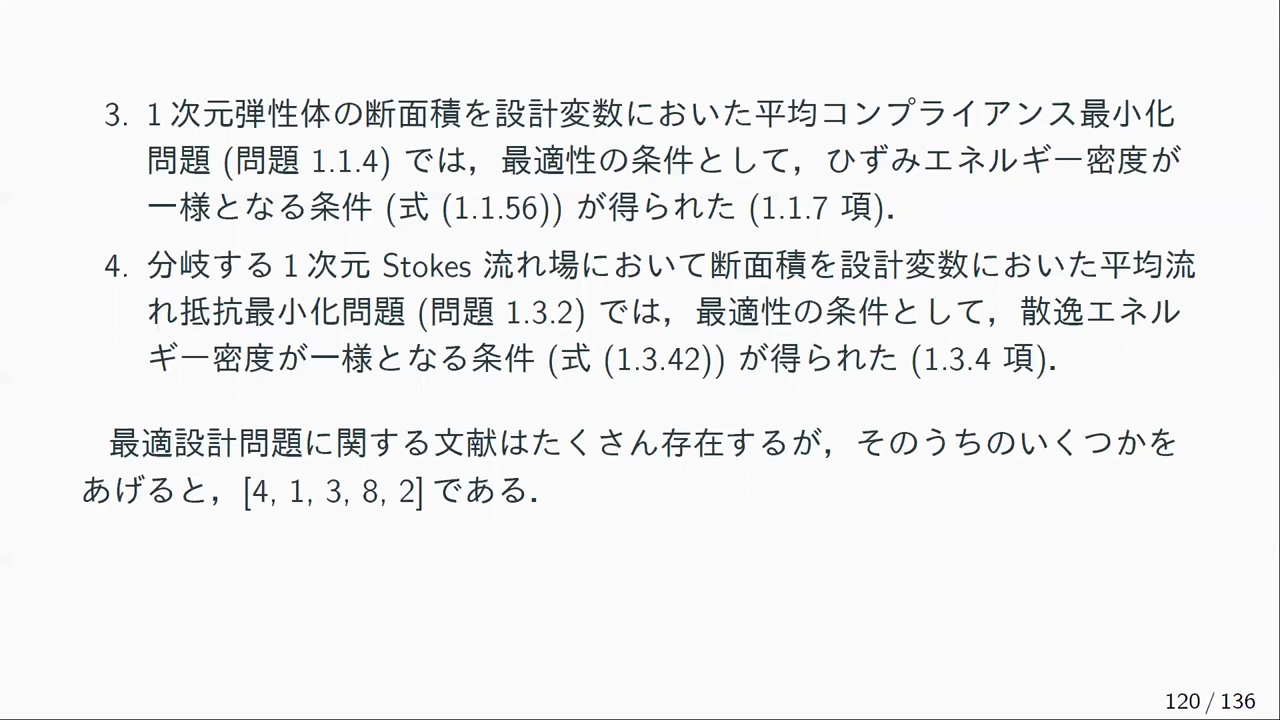 3. 1 次元弾性体の断面積を設計変数においた平均コンプライアンス最小化
問題 (問題 1.1.4) では，最適性の条件として，ひずみエネルギー密度が
一様となる条件 (式 (1.1.56)) が得られた (1.1.7 項)．
4. 分岐する 1 次元 Stokes 流れ場において断面積を設計変数においた平均流
れ抵抗最小化問題 (問題 1.3.2) では，最適性の条件として，散逸エネル
ギー密度が一様となる条件 (式 (1.3.42)) が得られた (1.3.4 項)．
最適設計問題に関する文献はたくさん存在するが，そのうちのいくつかを
あげると，[4, 1, 3, 8, 2] である．
120 / 136